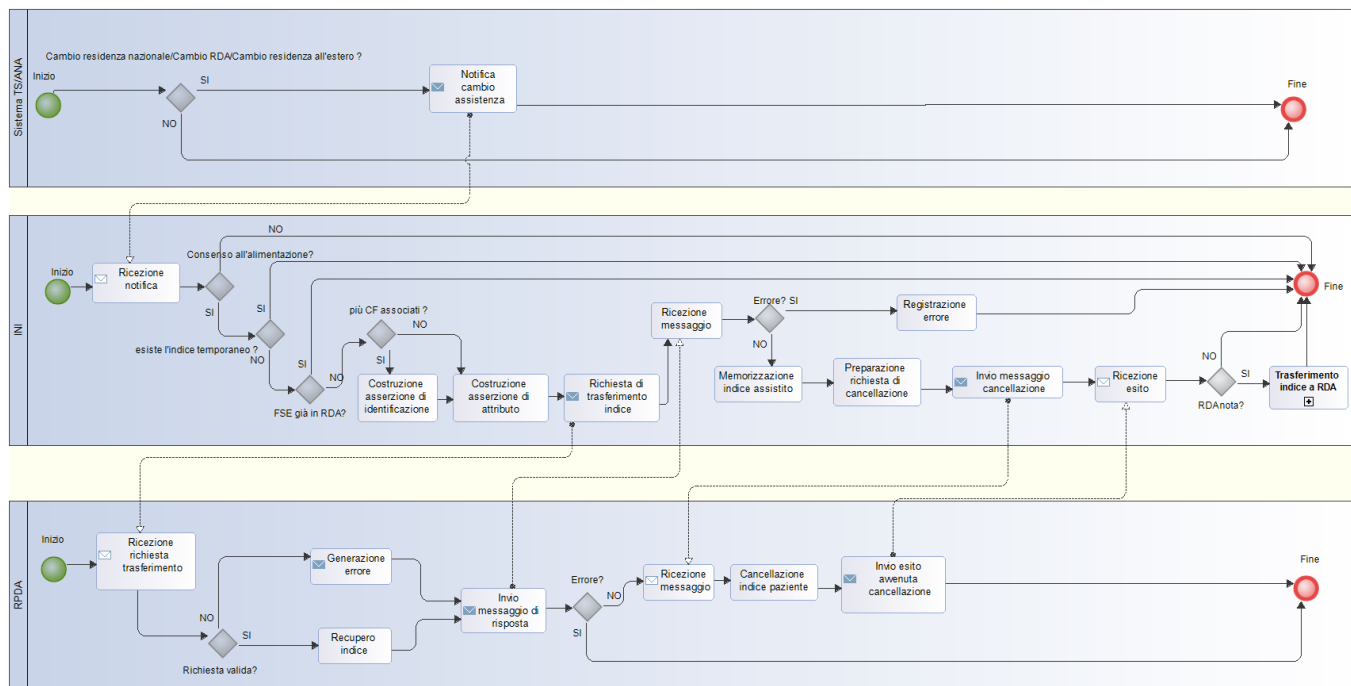 Sistema TS/ANA
Cambio residenza nazionale/Cambio RDA/Cambio residenza all'estero ?
Inizio
SI
NO
Notifica
cambio
assistenza
Fine
INI
Inizio
Ricezione
notifica
NO
Consenso all'alimentazione?
SI
SI
esiste l'indice temporaneo ?
NO
SI
FSE già in RDA?
NO
più CF associati ?
NO
SI
Costruzione
asserzione di
identificazione
Costruzione
asserzione di
attributo
Richiesta di
trasferimento
indice
Ricezione
messaggio
Errore?
SI
NO
Registrazione
errore
Memorizzazione
indice assistito
Preparazione
richiesta di
cancellazione
Invio messaggio
cancellazione
Ricezione
esito
NO
SI
RDAnota?
Trasferimento
indice a RDA
Fine
RPDA
Inizio
Ricezione
richiesta
trasferimento
NO
SI
Richiesta valida?
Generazione
errore
Recupero
indice
Invio
messaggio di
risposta
Errore?
NO
SI
Ricezione
messaggio
Cancellazione
indice paziente
Invio esito
avvenuta
cancellazione
Fine